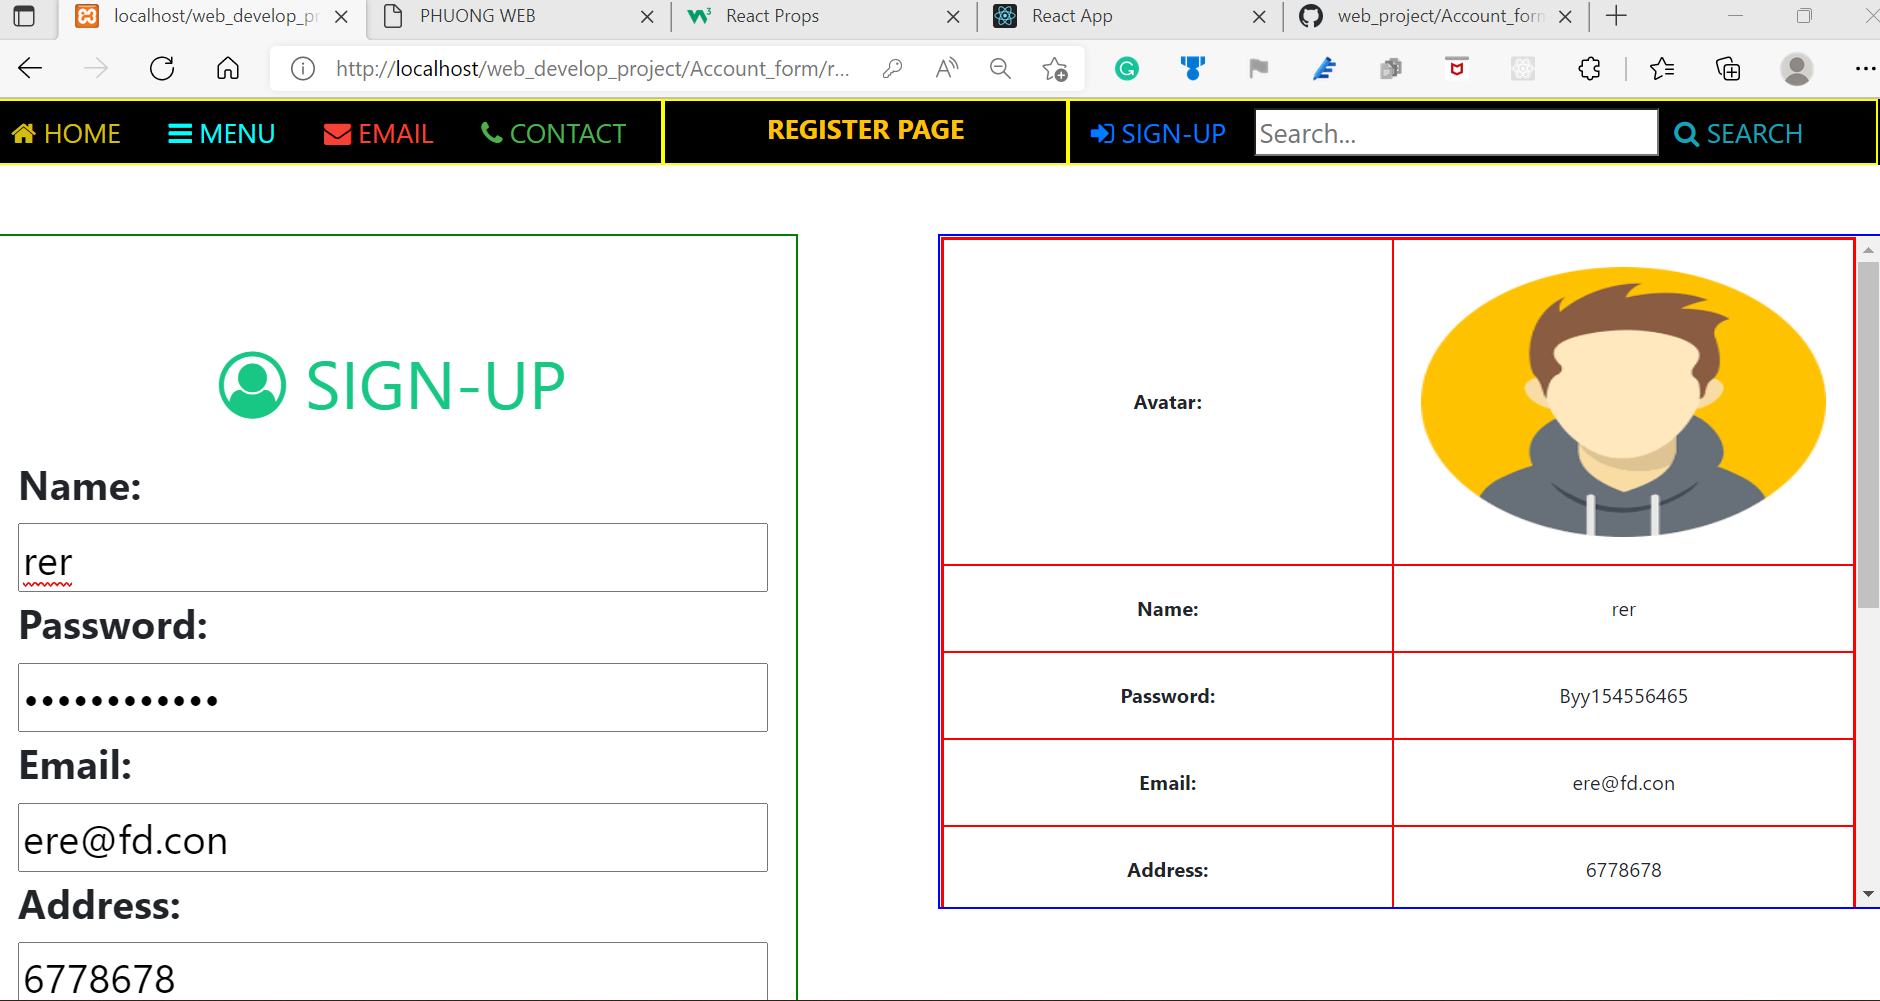 localhost/web_develop_pr
PHUONG WEB
React Props
React App
web_project/Account_form
http://localhost/web_develop_project/Account_form/r...
HOME MENU EMAIL CONTACT
REGISTER PAGE
SIGN-UP Search... SEARCH
SIGN-UP
Name:
rer
Password:
••••••••••••
Email:
ere@fd.con
Address:
6778678
Avatar:
Name: rer
Password: Byy154556465
Email: ere@fd.con
Address: 6778678